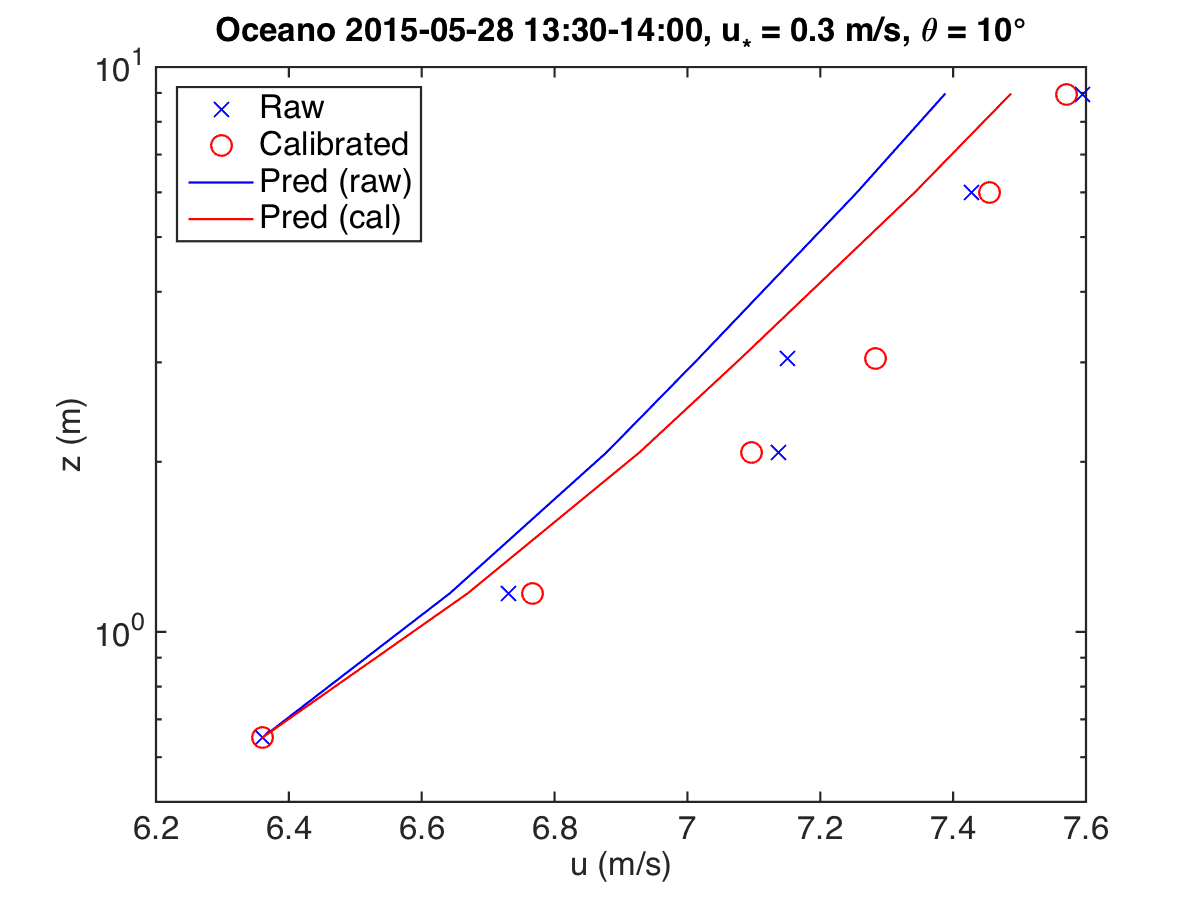 Oceano 2015-05-28 13:30-14:00, u* = 0.3 m/s, θ = 10°
10¹
Raw
Calibrated
Pred (raw)
Pred (cal)
z (m)
10⁰
6.2 6.4 6.6 6.8 7 7.2 7.4 7.6
u (m/s)